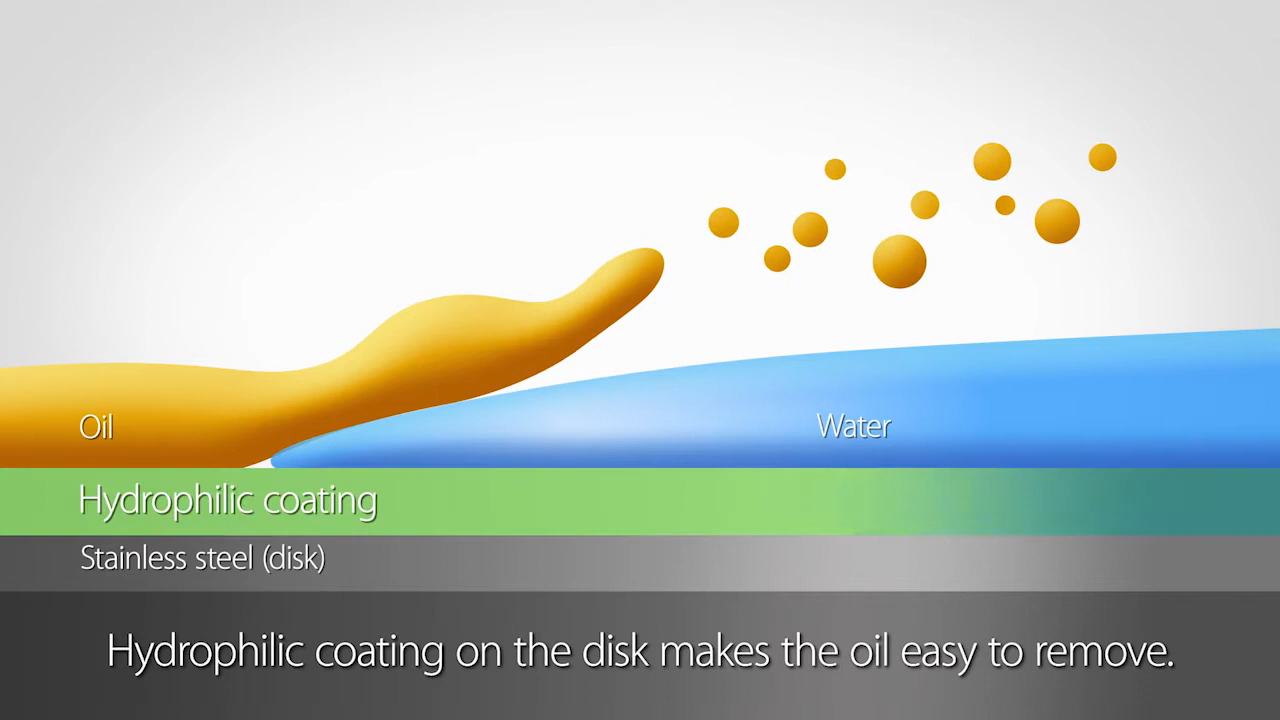 Oil
Water
Hydrophilic coating
Stainless steel (disk)
Hydrophilic coating on the disk makes the oil easy to remove.